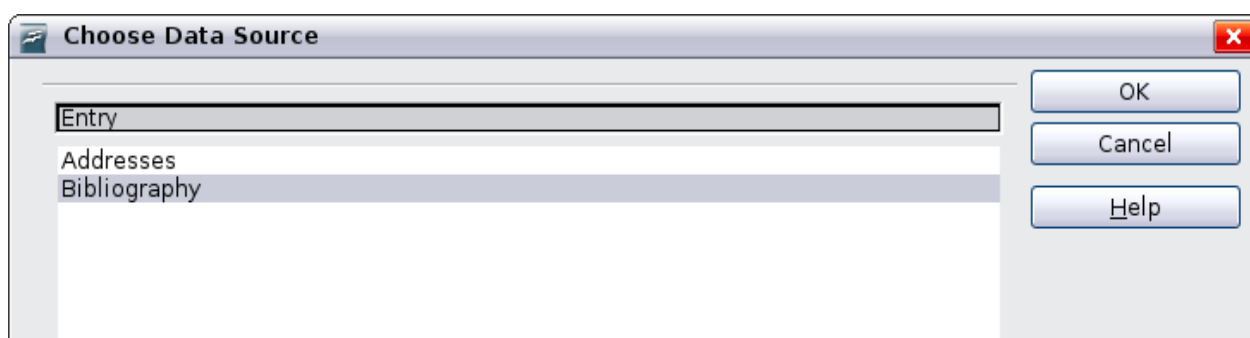 Choose Data Source
Entry
Addresses
Bibliography
OK
Cancel
Help